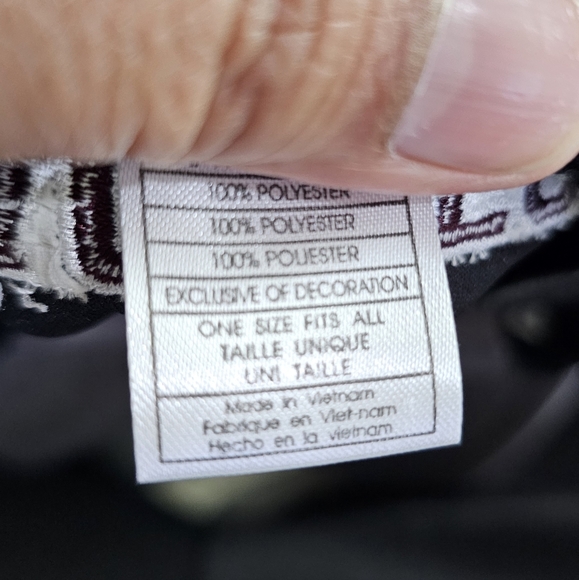 100% POLYESTER
100% POLYESTER
100% POLIESTER
EXCLUSIVE OF DECORATION
ONE SIZE FITS ALL
TAILLE UNIQUE
UNI TAILLE
Made in Vietnam
Fabriqué en Viet-nam
Hecho en la vietnam